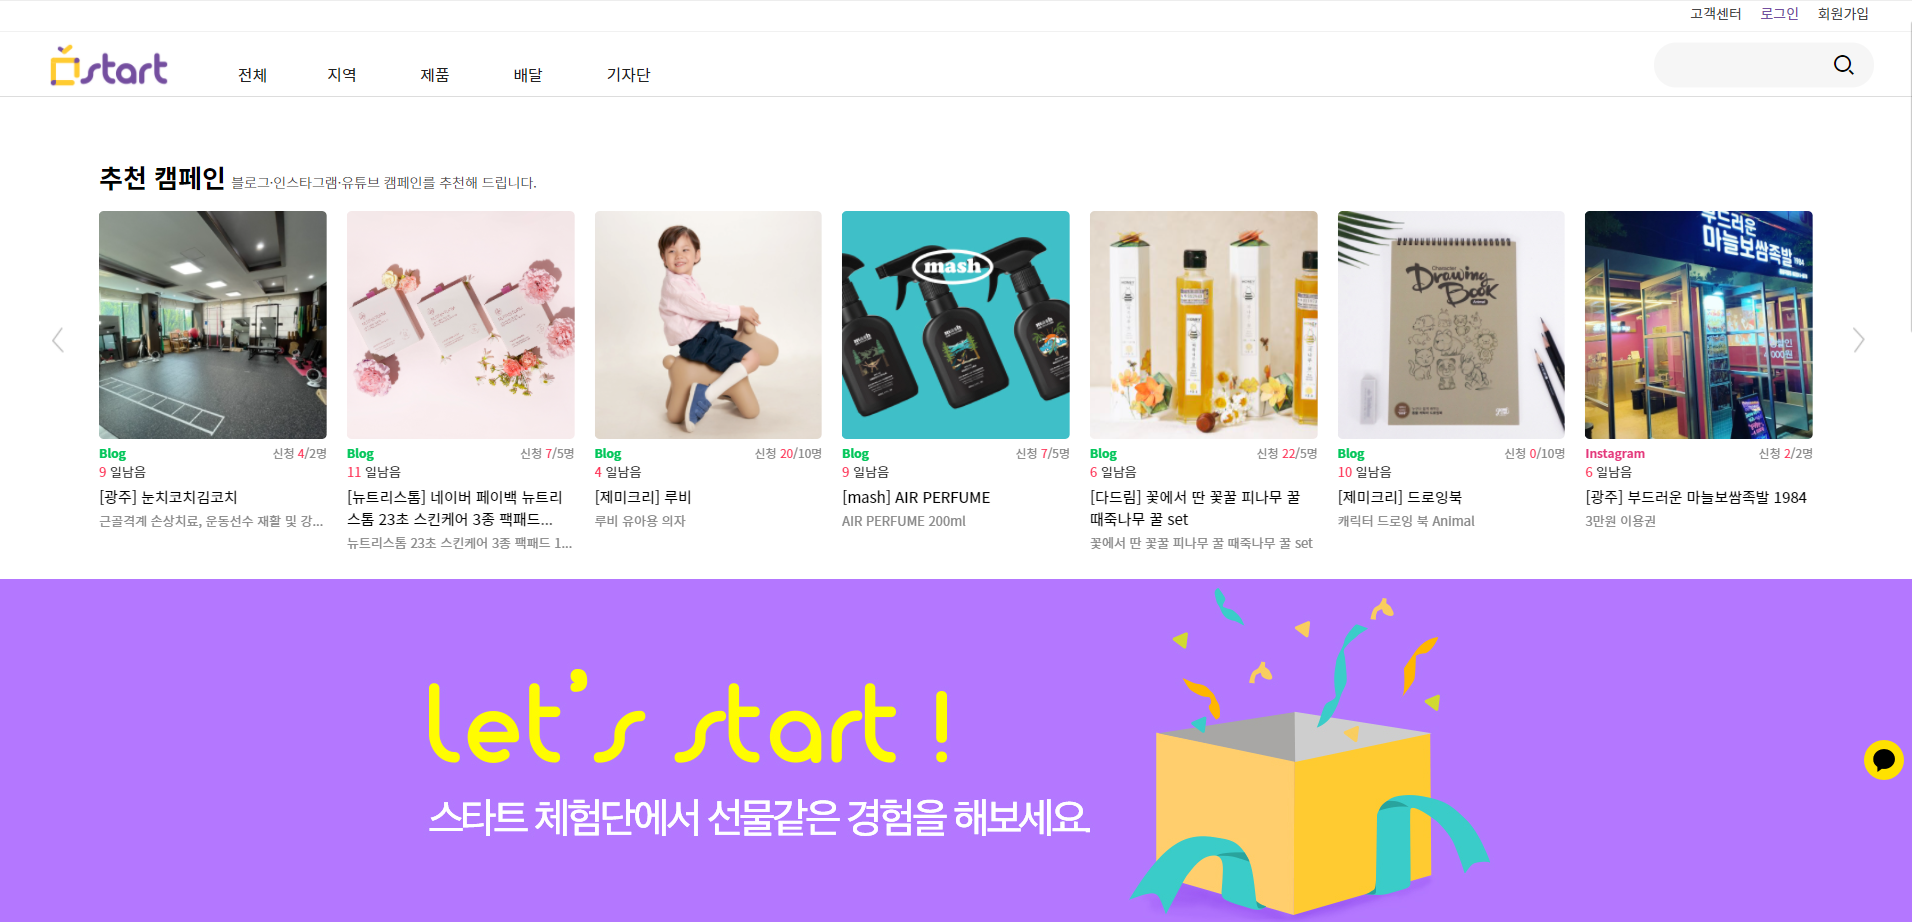 고객센터 로그인 회원가입
start 전체 지역 제품 배달 기자단
추천 캠페인 블로그·인스타그램·유튜브 캠페인를 추천해 드립니다.
Blog 신청 4/2명
9 일남음
[광주] 눈치코치김코치
근골격계 손상치료, 운동선수 재활 및 강...
Blog 신청 7/5명
11 일남음
[뉴트리스톰] 네이버 페이백 뉴트리
스톰 23초 스킨케어 3종 팩패드...
뉴트리스톰 23초 스킨케어 3종 팩패드 1...
Blog 신청 20/10명
4 일남음
[제미크리] 루비
루비 유아용 의자
mash
mash
Blog 신청 7/5명
9 일남음
[mash] AIR PERFUME
AIR PERFUME 200ml
Blog 신청 22/5명
6 일남음
[다드림] 꽃에서 딴 꽃꿀 피나무 꿀
때죽나무 꿀 set
꽃에서 딴 꽃꿀 피나무 꿀 때죽나무 꿀 set
Character
Drawing
Book
Blog 신청 0/10명
10 일남음
[제미크리] 드로잉북
캐릭터 드로잉 북 Animal
부드러운
마늘보쌈족발 1984
Instagram 신청 2/2명
6 일남음
[광주] 부드러운 마늘보쌈족발 1984
3만원 이용권
let's start !
스타트 체험단에서 선물같은 경험을 해보세요.